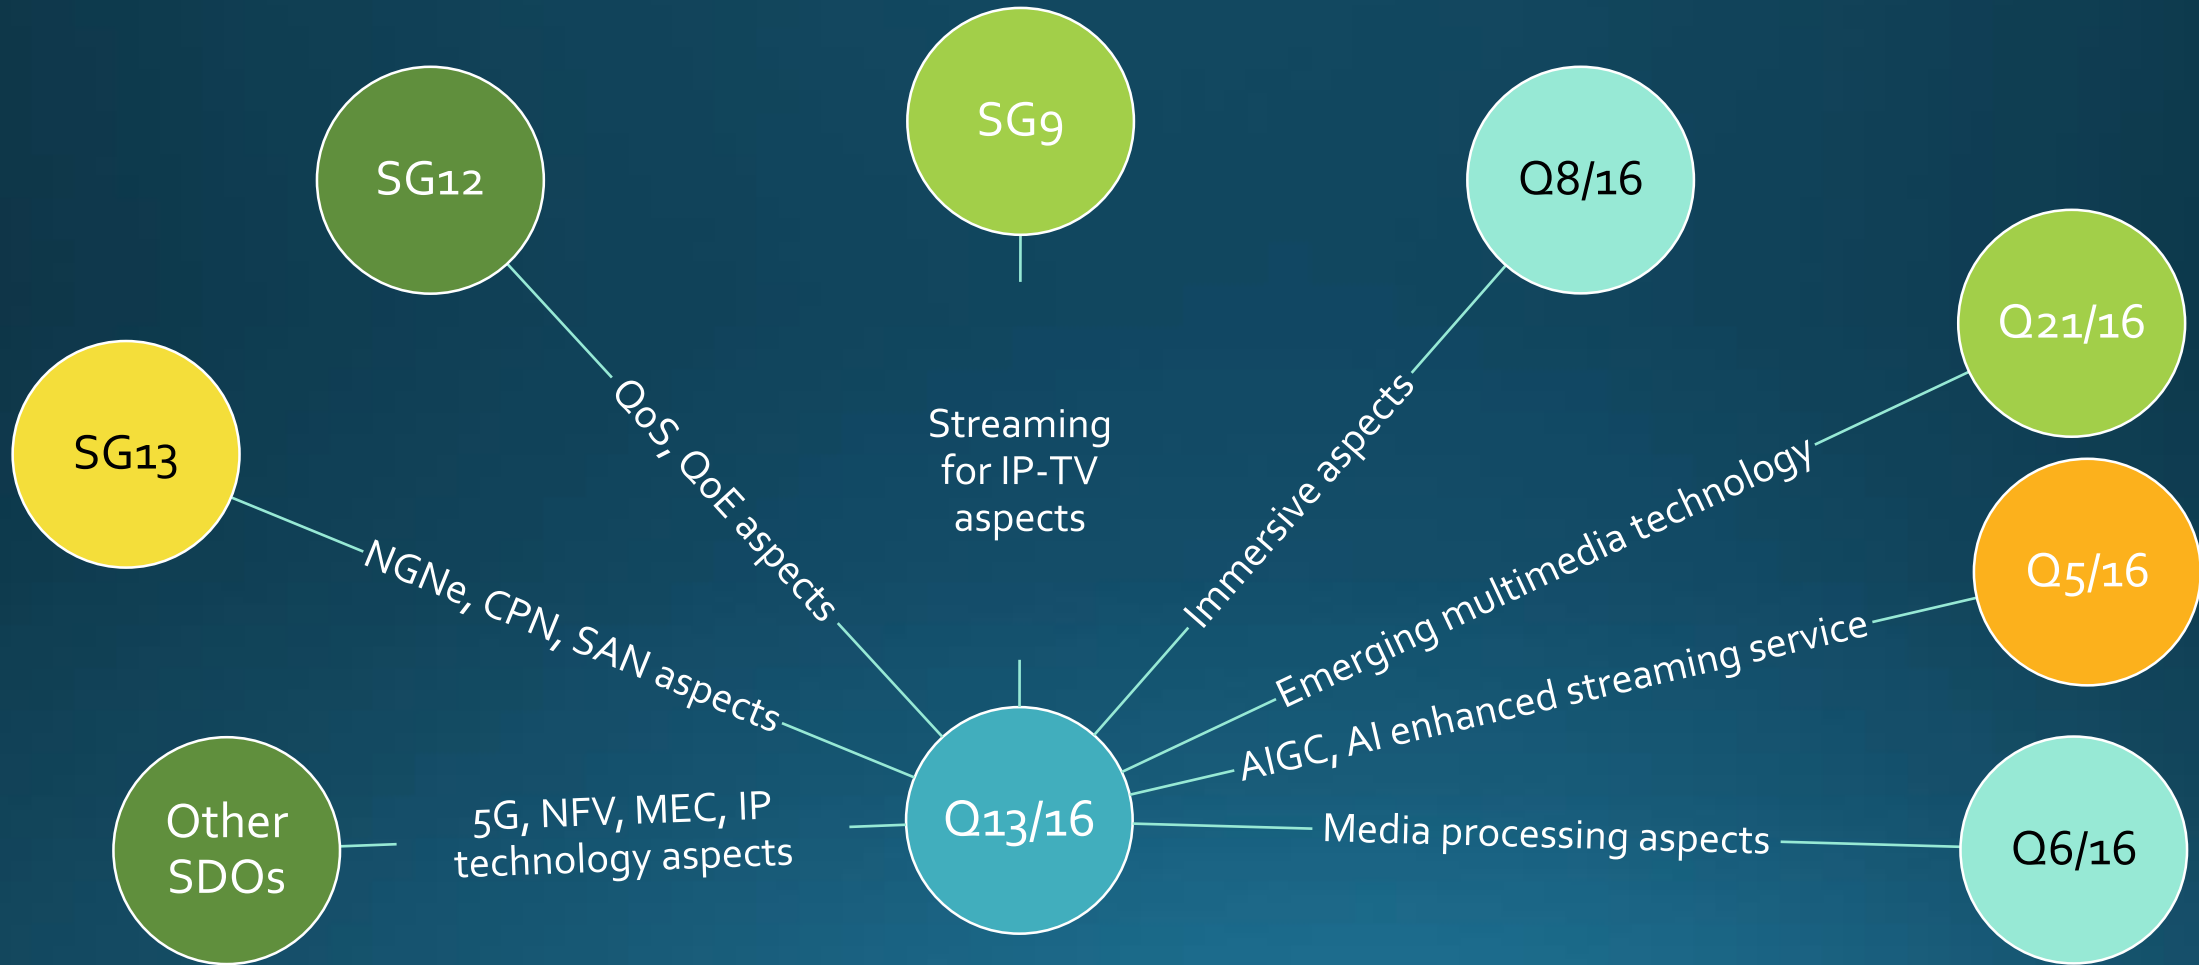 SG9
SG12
Q8/16
Q21/16
SG13
Streaming
for IP-TV
aspects
QoS, QoE aspects
Immersive aspects
Emerging multimedia technology
Q5/16
NGNe, CPN, SAN aspects
AIGC, AI enhanced streaming service
Other
SDOs
5G, NFV, MEC, IP
technology aspects
Q13/16
Media processing aspects
Q6/16